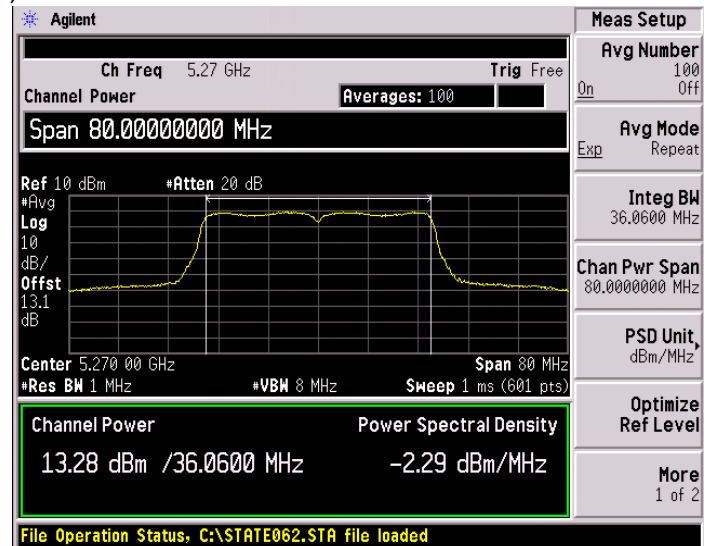 Agilent
Ch Freq 5.27 GHz Trig Free
Channel Power Averages: 100
Span 80.00000000 MHz
Ref 10 dBm #Atten 20 dB
#Avg
Log
10
dB/
Offst
13.1
dB
Center 5.270 00 GHz Span 80 MHz
#Res BW 1 MHz #VBW 8 MHz Sweep 1 ms (601 pts)
Channel Power Power Spectral Density
13.28 dBm /36.0600 MHz -2.29 dBm/MHz
File Operation Status, C:\STATE062.STA file loaded
Meas Setup
Avg Number
100
On Off
Avg Mode
Exp Repeat
Integ BW
36.0600 MHz
Chan Pwr Span
80.0000000 MHz
PSD Unit
dBm/MHz
Optimize
Ref Level
More
1 of 2